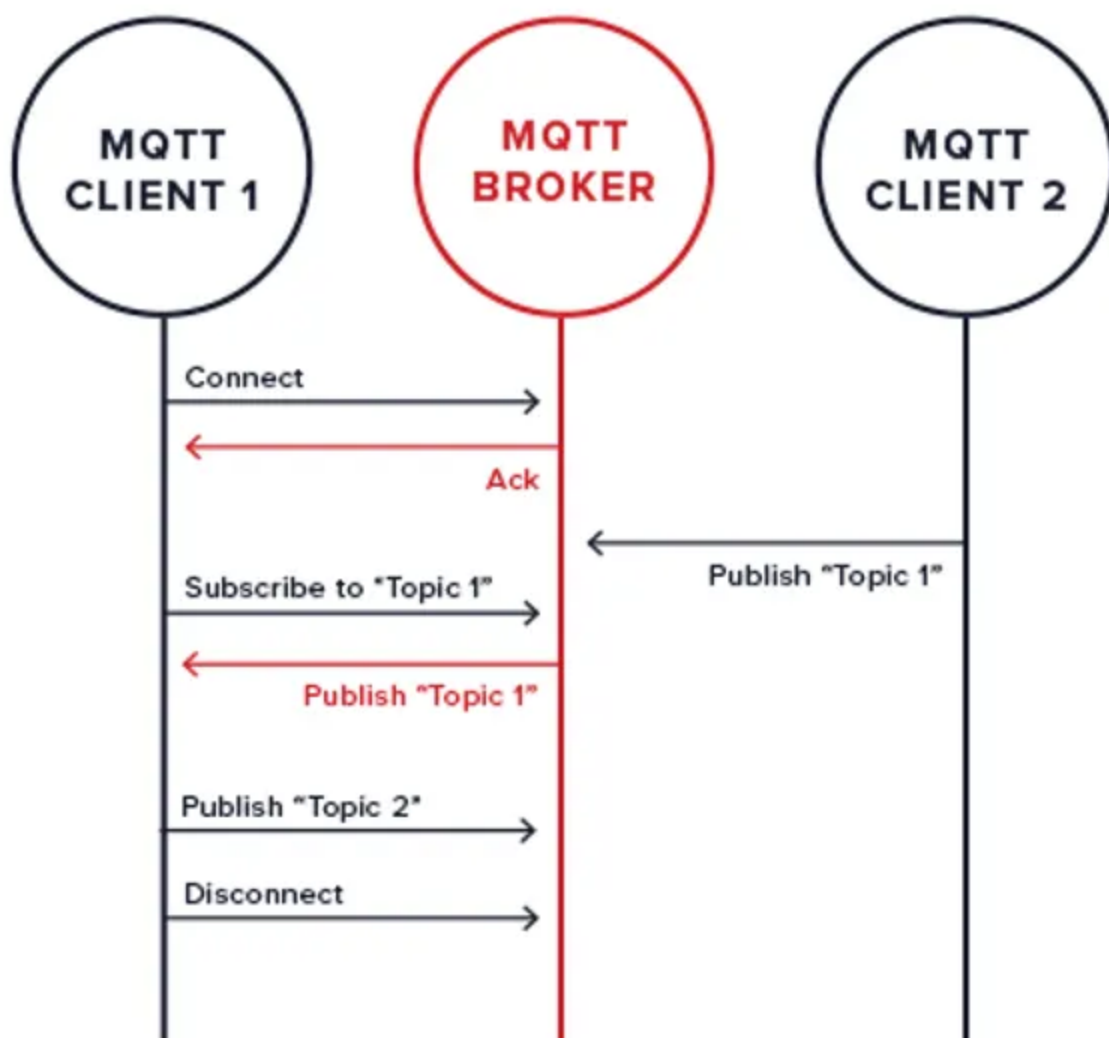 MQTT
CLIENT 1
MQTT
BROKER
MQTT
CLIENT 2
Connect
Ack
Publish “Topic 1”
Subscribe to “Topic 1”
Publish “Topic 1”
Publish “Topic 2”
Disconnect